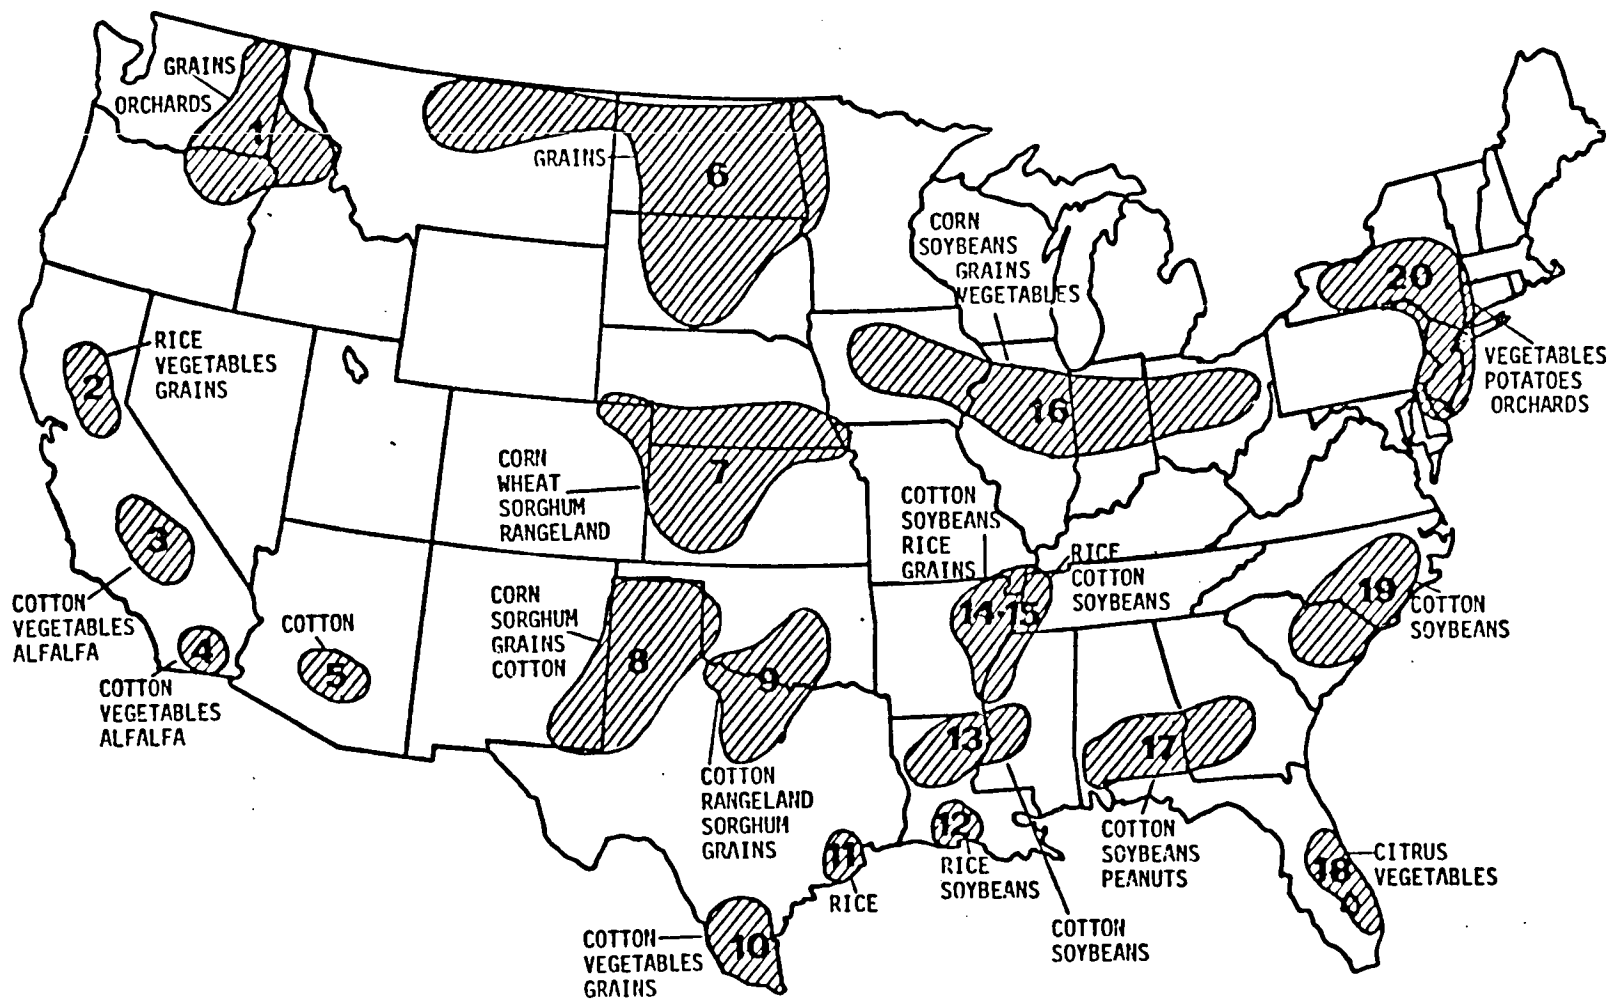 GRAINS
ORCHARDS
1
GRAINS
6
CORN
SOYBEANS
GRAINS
VEGETABLES
20
VEGETABLES
POTATOES
ORCHARDS
RICE
VEGETABLES
GRAINS
2
16
CORN
WHEAT
SORGHUM
RANGELAND
7
COTTON
SOYBEANS
RICE
GRAINS
3
COTTON
VEGETABLES
ALFALFA
4
COTTON
VEGETABLES
ALFALFA
COTTON
5
CORN
SORGHUM
GRAINS
COTTON
8
9
COTTON
RANGELAND
SORGHUM
GRAINS
14-15
RICE
COTTON
SOYBEANS
19
COTTON
SOYBEANS
13
17
COTTON
SOYBEANS
PEANUTS
12
RICE
SOYBEANS
11
RICE
COTTON
SOYBEANS
18
CITRUS
VEGETABLES
10
COTTON
VEGETABLES
GRAINS